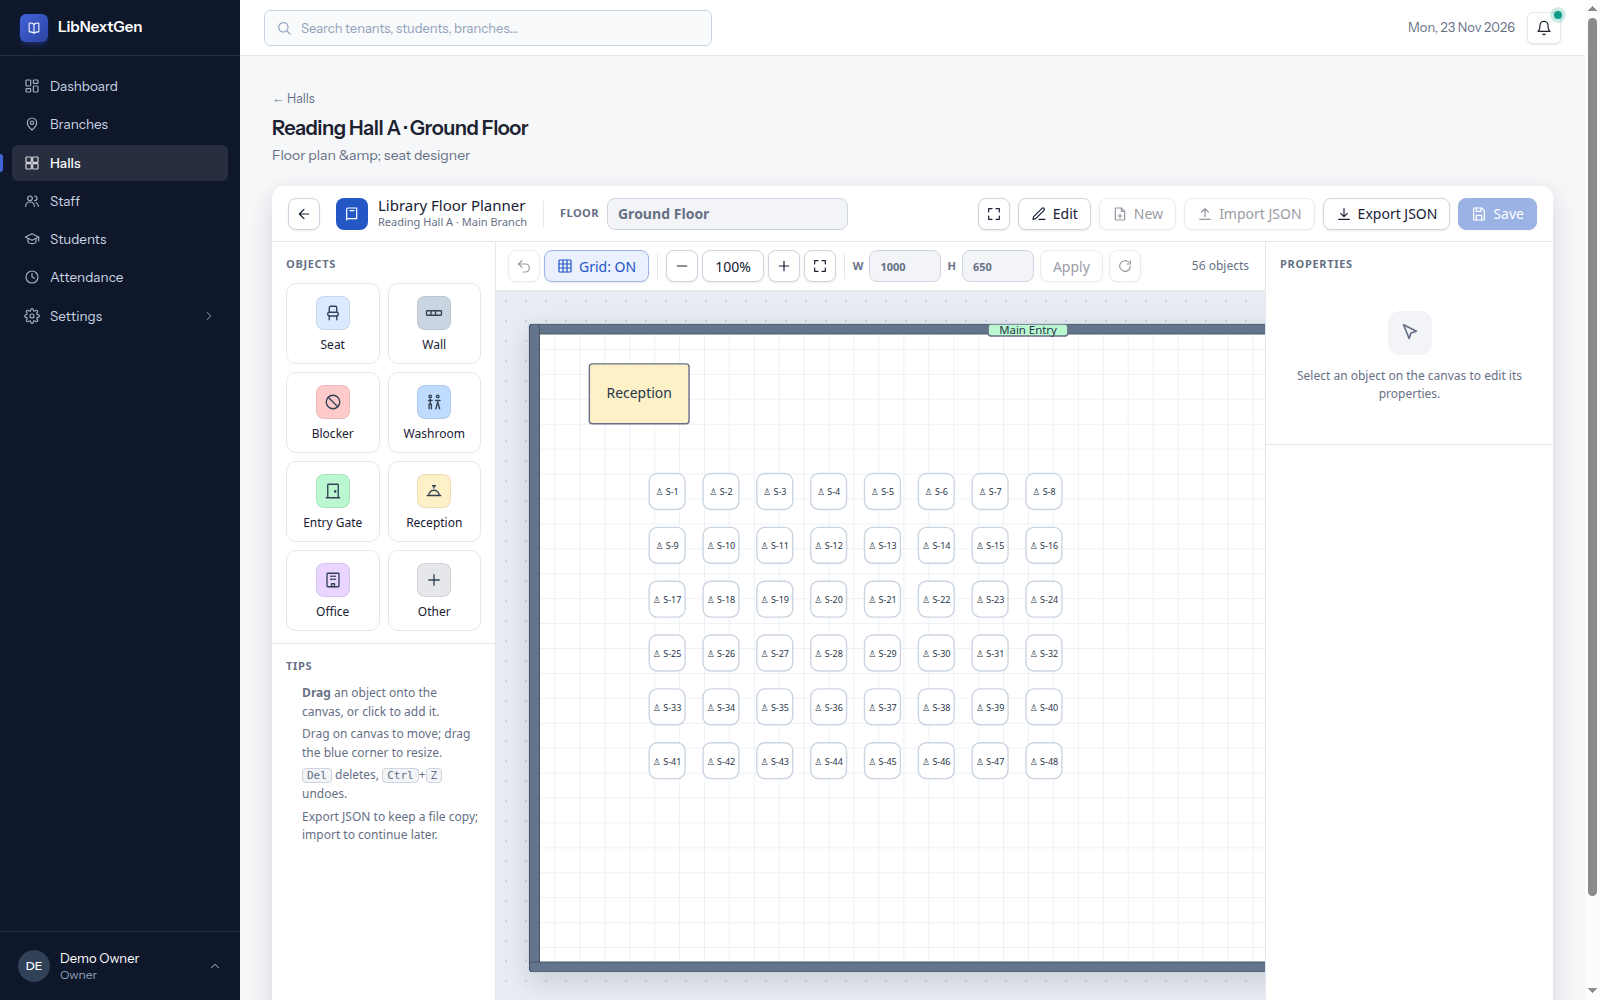 LibNextGen
Search tenants, students, branches...
Mon, 23 Nov 2026
Dashboard
Branches
Halls
Staff
Students
Attendance
Settings
Demo Owner
Owner
DE
← Halls
Reading Hall A · Ground Floor
Floor plan &amp; seat designer
Library Floor Planner
Reading Hall A · Main Branch
FLOOR
Ground Floor
Edit
New
Import JSON
Export JSON
Save
OBJECTS
Seat
Wall
Blocker
Washroom
Entry Gate
Reception
Office
Other
TIPS
Drag an object onto the
canvas, or click to add it.
Drag on canvas to move; drag
the blue corner to resize.
Del deletes, Ctrl+Z
undoes.
Export JSON to keep a file copy;
import to continue later.
Grid: ON
100%
W 1000 H 650
Apply
56 objects
Main Entry
Reception
S-1 S-2 S-3 S-4 S-5 S-6 S-7 S-8
S-9 S-10 S-11 S-12 S-13 S-14 S-15 S-16
S-17 S-18 S-19 S-20 S-21 S-22 S-23 S-24
S-25 S-26 S-27 S-28 S-29 S-30 S-31 S-32
S-33 S-34 S-35 S-36 S-37 S-38 S-39 S-40
S-41 S-42 S-43 S-44 S-45 S-46 S-47 S-48
PROPERTIES
Select an object on the canvas to edit its
properties.